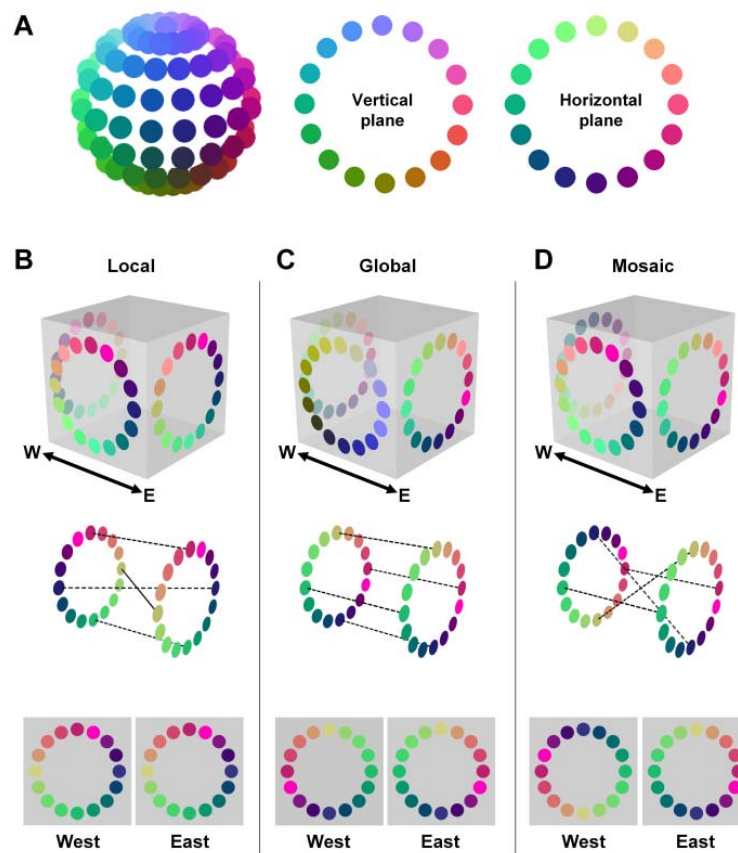 A
Vertical
plane
Horizontal
plane
B
Local
C
Global
D
Mosaic
W
E
W
E
W
E
West
East
West
East
West
East